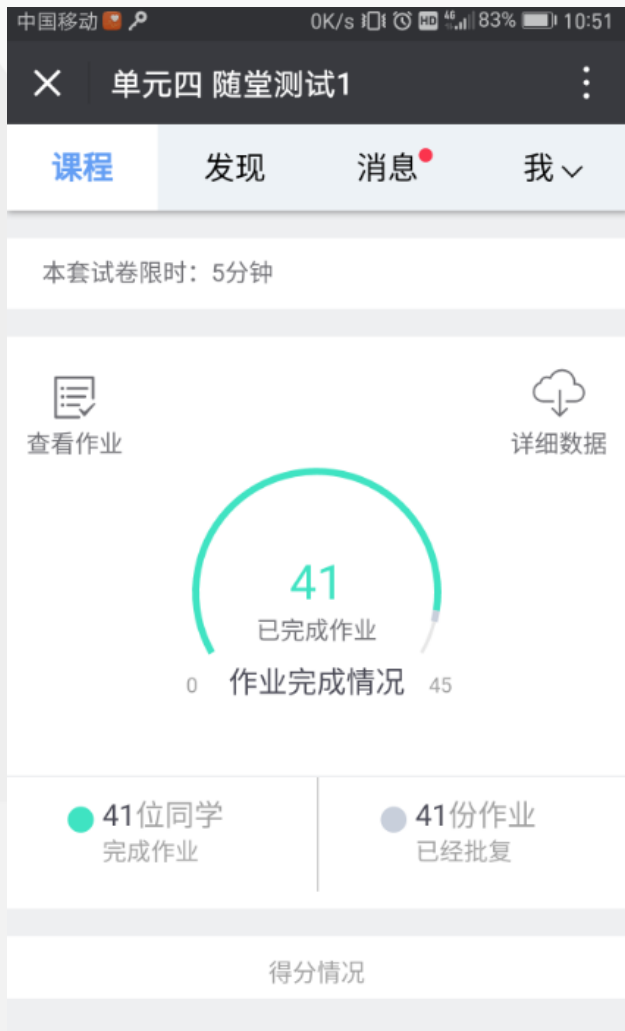 中国移动 0K/s HD 4G 83% 10:51
单元四 随堂测试1
课程 发现 消息 我
本套试卷限时：5分钟
查看作业 详细数据
41
已完成作业
0 作业完成情况 45
41位同学 41份作业
完成作业 已经批复
得分情况